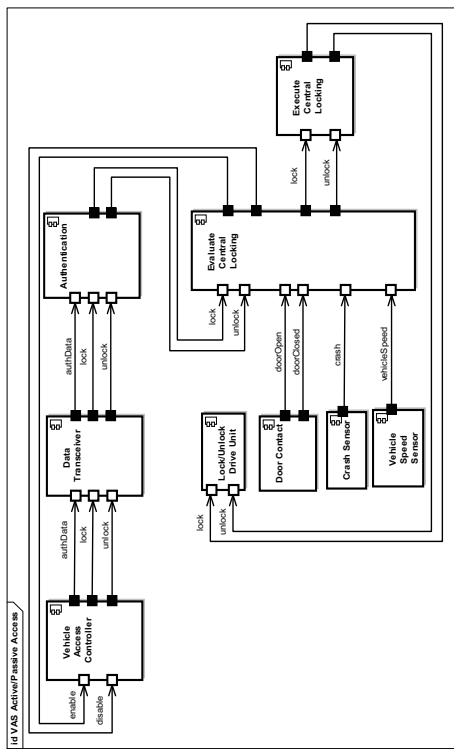 id VAS Active/Passive Access
enable
disable
Vehicle
Access
Controller
authData
lock
unlock
Data
Transceiver
authData
lock
unlock
Authentication
lock
unlock
Lock/Unlock
Drive Unit
lock
unlock
Door Contact
doorOpen
doorClosed
Crash Sensor
crash
Vehicle
Speed
Sensor
vehicleSpeed
Evaluate
Central
Locking
lock
unlock
Execute
Central
Locking